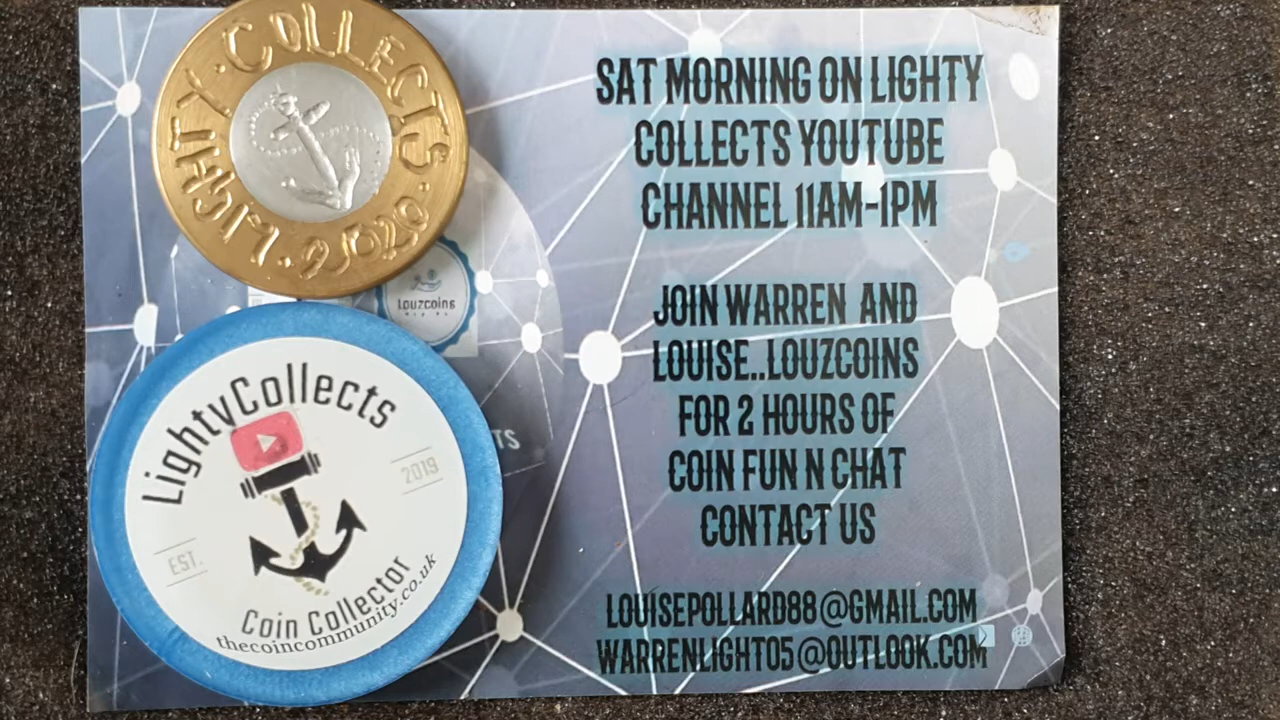 LIGHTY · COLLECTS · 2020 ·
Louzcoins
LightyCollects
2019
EST.
Coin Collector
thecoincommunity.co.uk
TS
SAT MORNING ON LIGHTY
COLLECTS YOUTUBE
CHANNEL 11AM-1PM
JOIN WARREN AND
LOUISE..LOUZCOINS
FOR 2 HOURS OF
COIN FUN N CHAT
CONTACT US
LOUISEPOLLARD88@GMAIL.COM
WARRENLIGHT05@OUTLOOK.COM